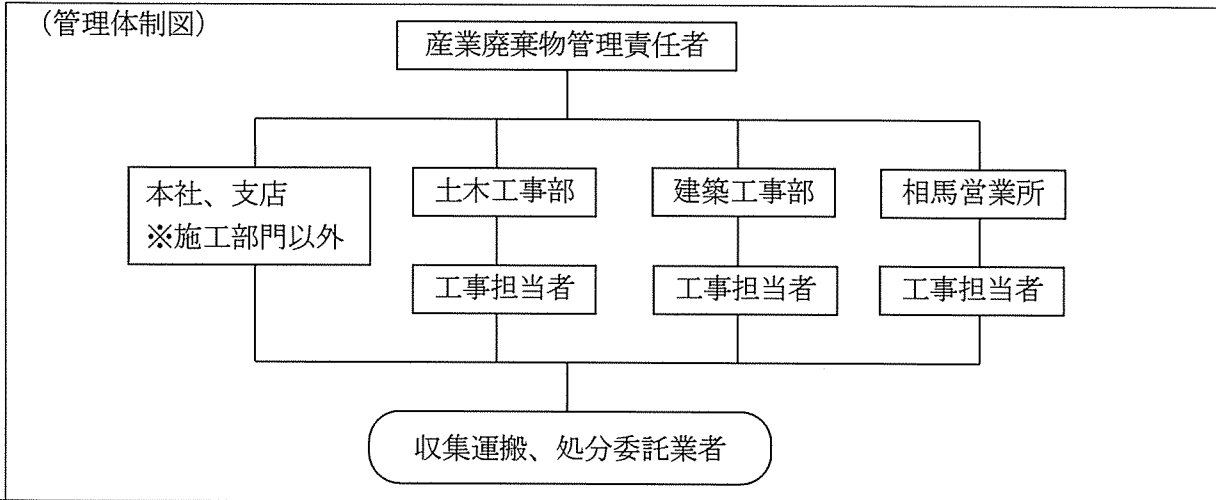 （管理体制図）
産業廃棄物管理責任者
本社、支店
※施工部門以外
土木工事部
建築工事部
相馬営業所
工事担当者
工事担当者
工事担当者
収集運搬、処分委託業者